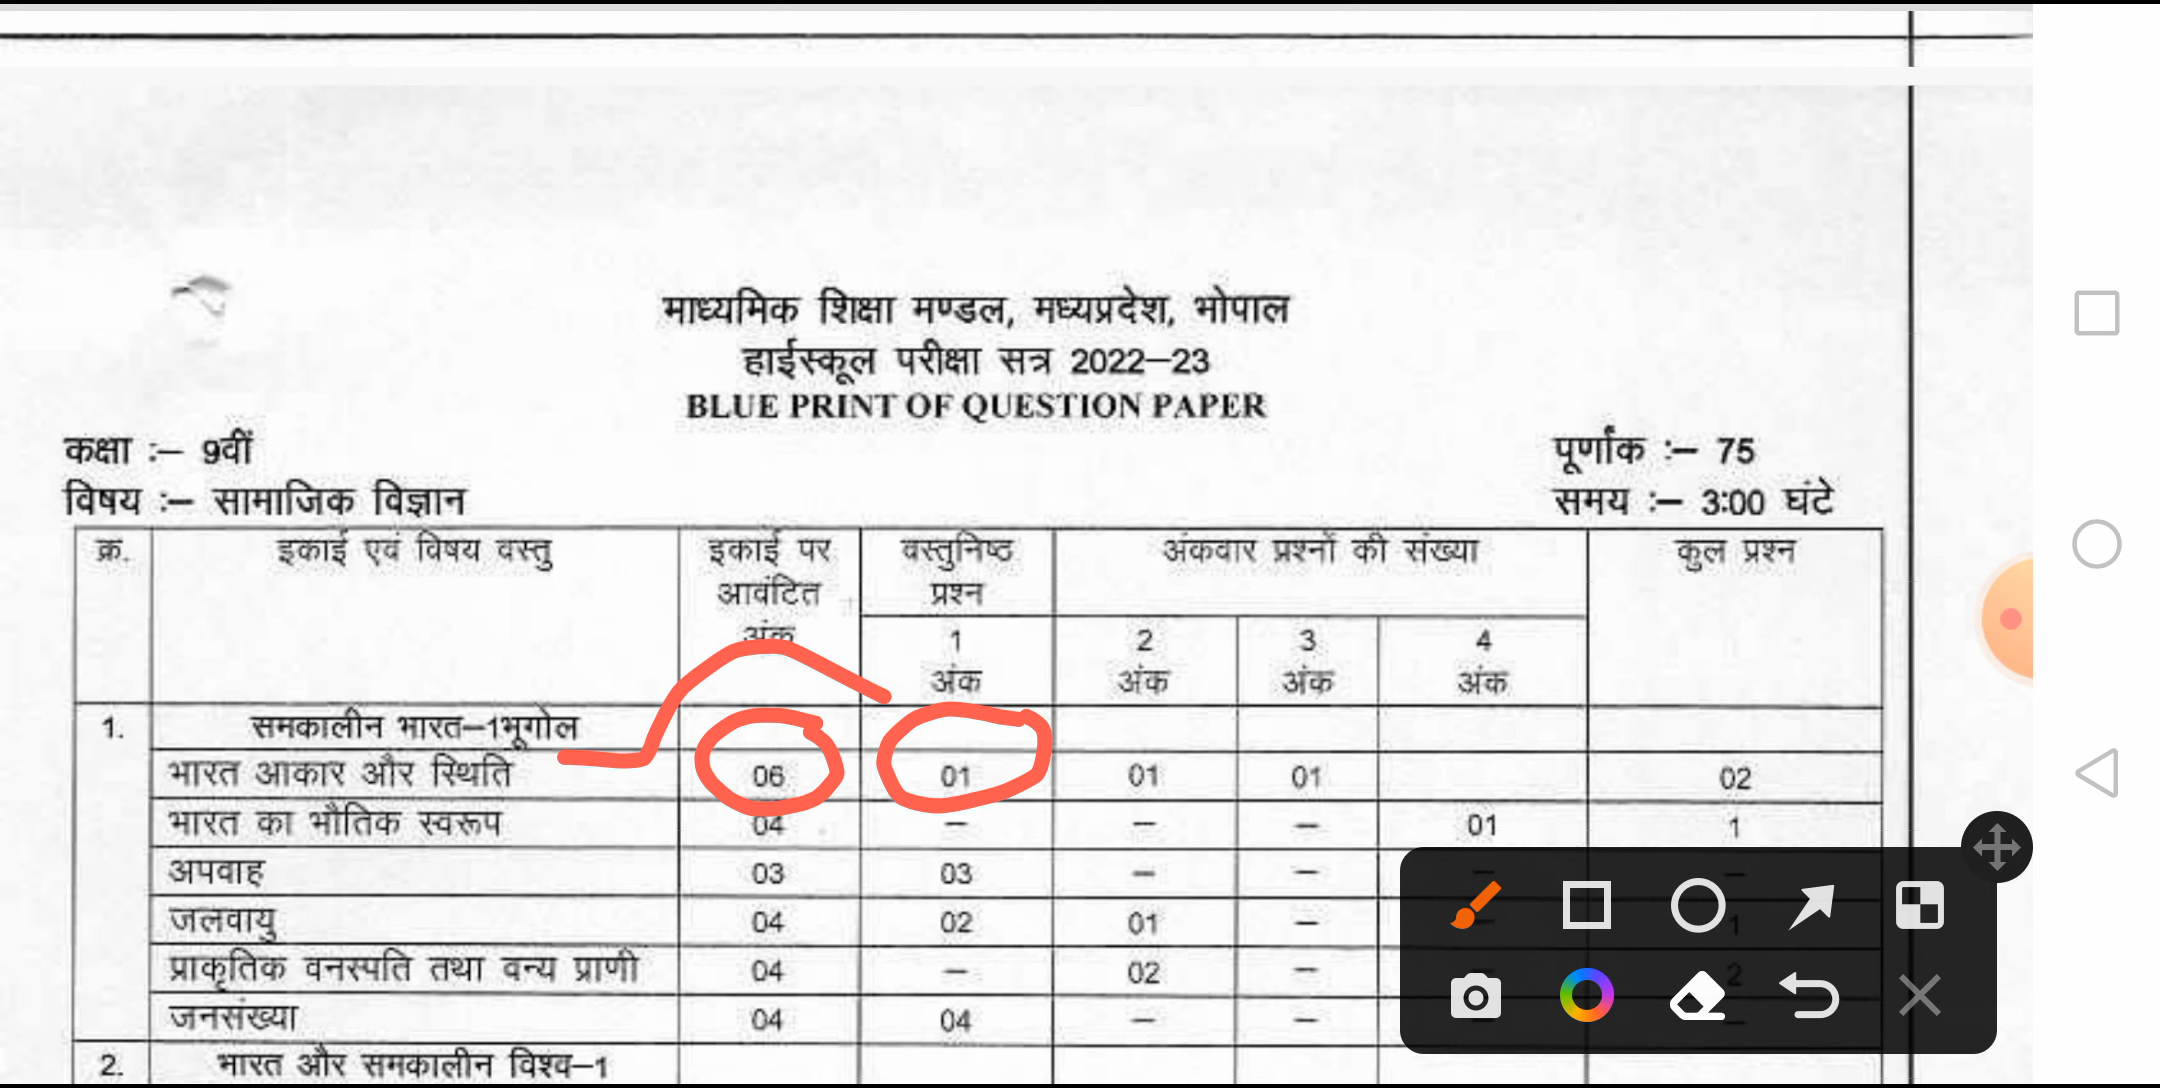 माध्यमिक शिक्षा मण्डल, मध्यप्रदेश, भोपाल
हाईस्कूल परीक्षा सत्र 2022–23
BLUE PRINT OF QUESTION PAPER
कक्षा :– 9वीं पूर्णांक :– 75
विषय :– सामाजिक विज्ञान समय :– 3:00 घंटे
क्र. इकाई एवं विषय वस्तु इकाई पर वस्तुनिष्ठ अंकवार प्रश्नों की संख्या कुल प्रश्न
आवंटित प्रश्न
अंक 1 2 3 4
अंक अंक अंक अंक
1. समकालीन भारत–1भूगोल
भारत आकार और स्थिति 06 01 01 01 02
भारत का भौतिक स्वरूप 04 – – – 01 1
अपवाह 03 03 – – – –
जलवायु 04 02 01 – – 1
प्राकृतिक वनस्पति तथा वन्य प्राणी 04 – 02 – – 2
जनसंख्या 04 04 – – – –
2. भारत और समकालीन विश्व–1